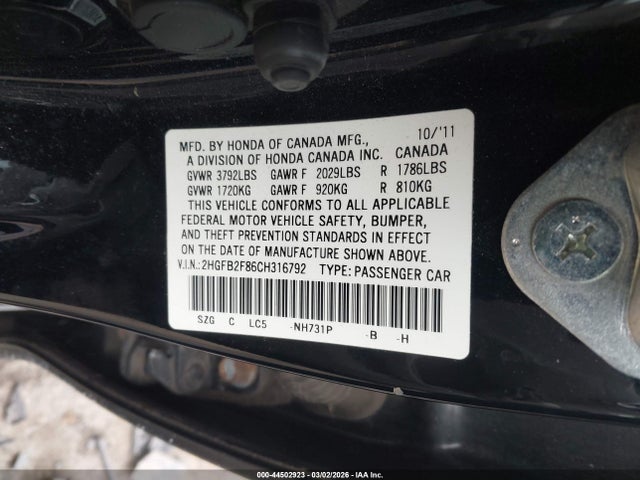 MFD. BY HONDA OF CANADA MFG., 10/'11
A DIVISION OF HONDA CANADA INC. CANADA
GVWR 3792LBS GAWR F 2029LBS R 1786LBS
GVWR 1720KG GAWR F 920KG R 810KG
THIS VEHICLE CONFORMS TO ALL APPLICABLE
FEDERAL MOTOR VEHICLE SAFETY, BUMPER,
AND THEFT PREVENTION STANDARDS IN EFFECT
ON THE DATE OF MANUFACTURE SHOWN ABOVE.
V.I.N.: 2HGFB2F86CH316792 TYPE: PASSENGER CAR
SZG C LC5 -NH731P -B -H
000-44502923 - 03/02/2026 - IAA Inc.